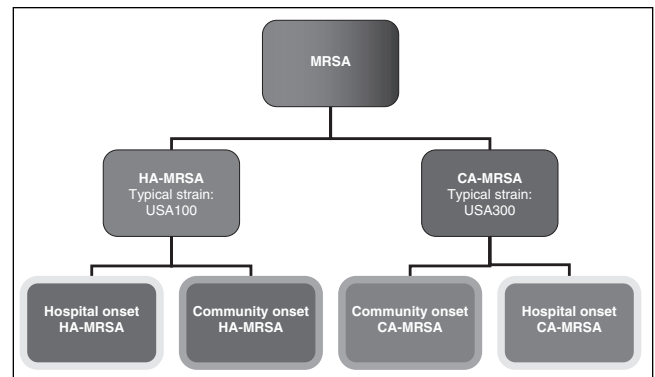 MRSA
HA-MRSA
Typical strain:
USA100
CA-MRSA
Typical strain:
USA300
Hospital onset
HA-MRSA
Community onset
HA-MRSA
Community onset
CA-MRSA
Hospital onset
CA-MRSA